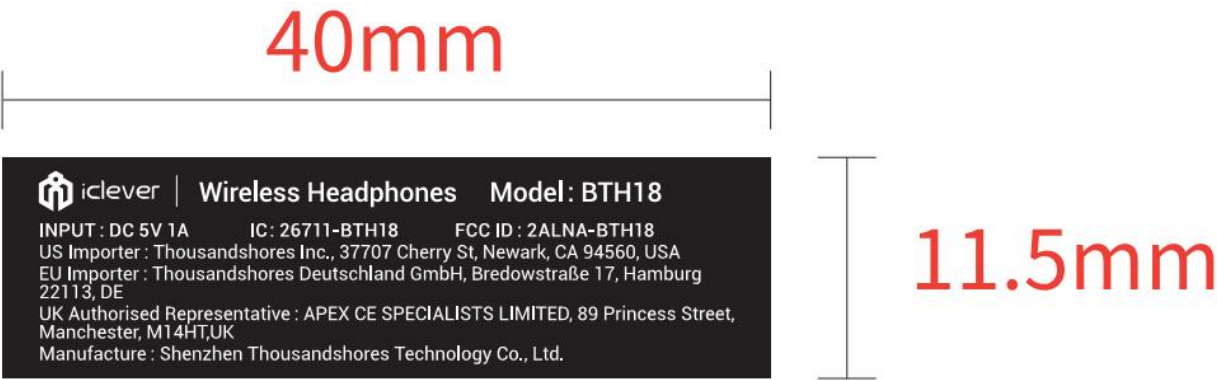 40mm
iclever | Wireless Headphones Model: BTH18
INPUT : DC 5V 1A IC: 26711-BTH18 FCC ID : 2ALNA-BTH18
US Importer : Thousandshores Inc., 37707 Cherry St, Newark, CA 94560, USA
EU Importer : Thousandshores Deutschland GmbH, Bredowstraße 17, Hamburg
22113, DE
UK Authorised Representative : APEX CE SPECIALISTS LIMITED, 89 Princess Street,
Manchester, M14HT,UK
Manufacture : Shenzhen Thousandshores Technology Co., Ltd.
11.5mm